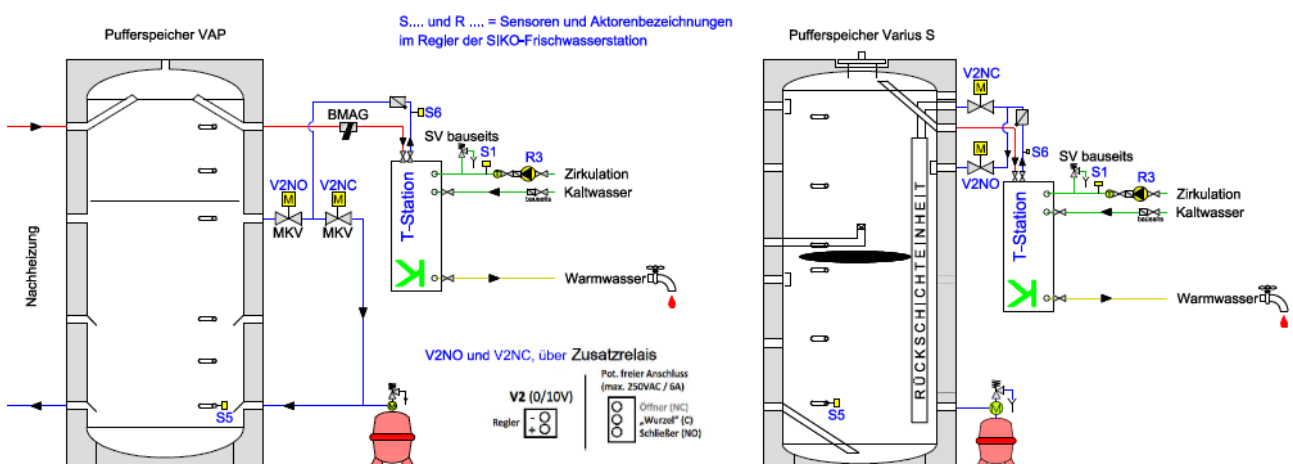 S.... und R .... = Sensoren und Aktorenbezeichnungen
im Regler der SIKO-Frischwasserstation
Pufferspeicher VAP
BMAG
S6
SV bauseits
S1
R3
Zirkulation
Kaltwasser
bauseits
V2NO
V2NC
MKV
MKV
T-Station
Warmwasser
Nachheizung
S5
V2NO und V2NC, über Zusatzrelais
V2 (0/10V)
Regler
-
+
Pot. freier Anschluss
(max. 250VAC / 6A)
Öffner (NC)
„Wurzel" (C)
Schließer (NO)
M
M
M
Pufferspeicher Varius S
V2NC
M
S6
SV bauseits
M
V2NO
S1
R3
Zirkulation
Kaltwasser
bauseits
T-Station
RÜCKSCHICHTEINHEIT
Warmwasser
S5
M